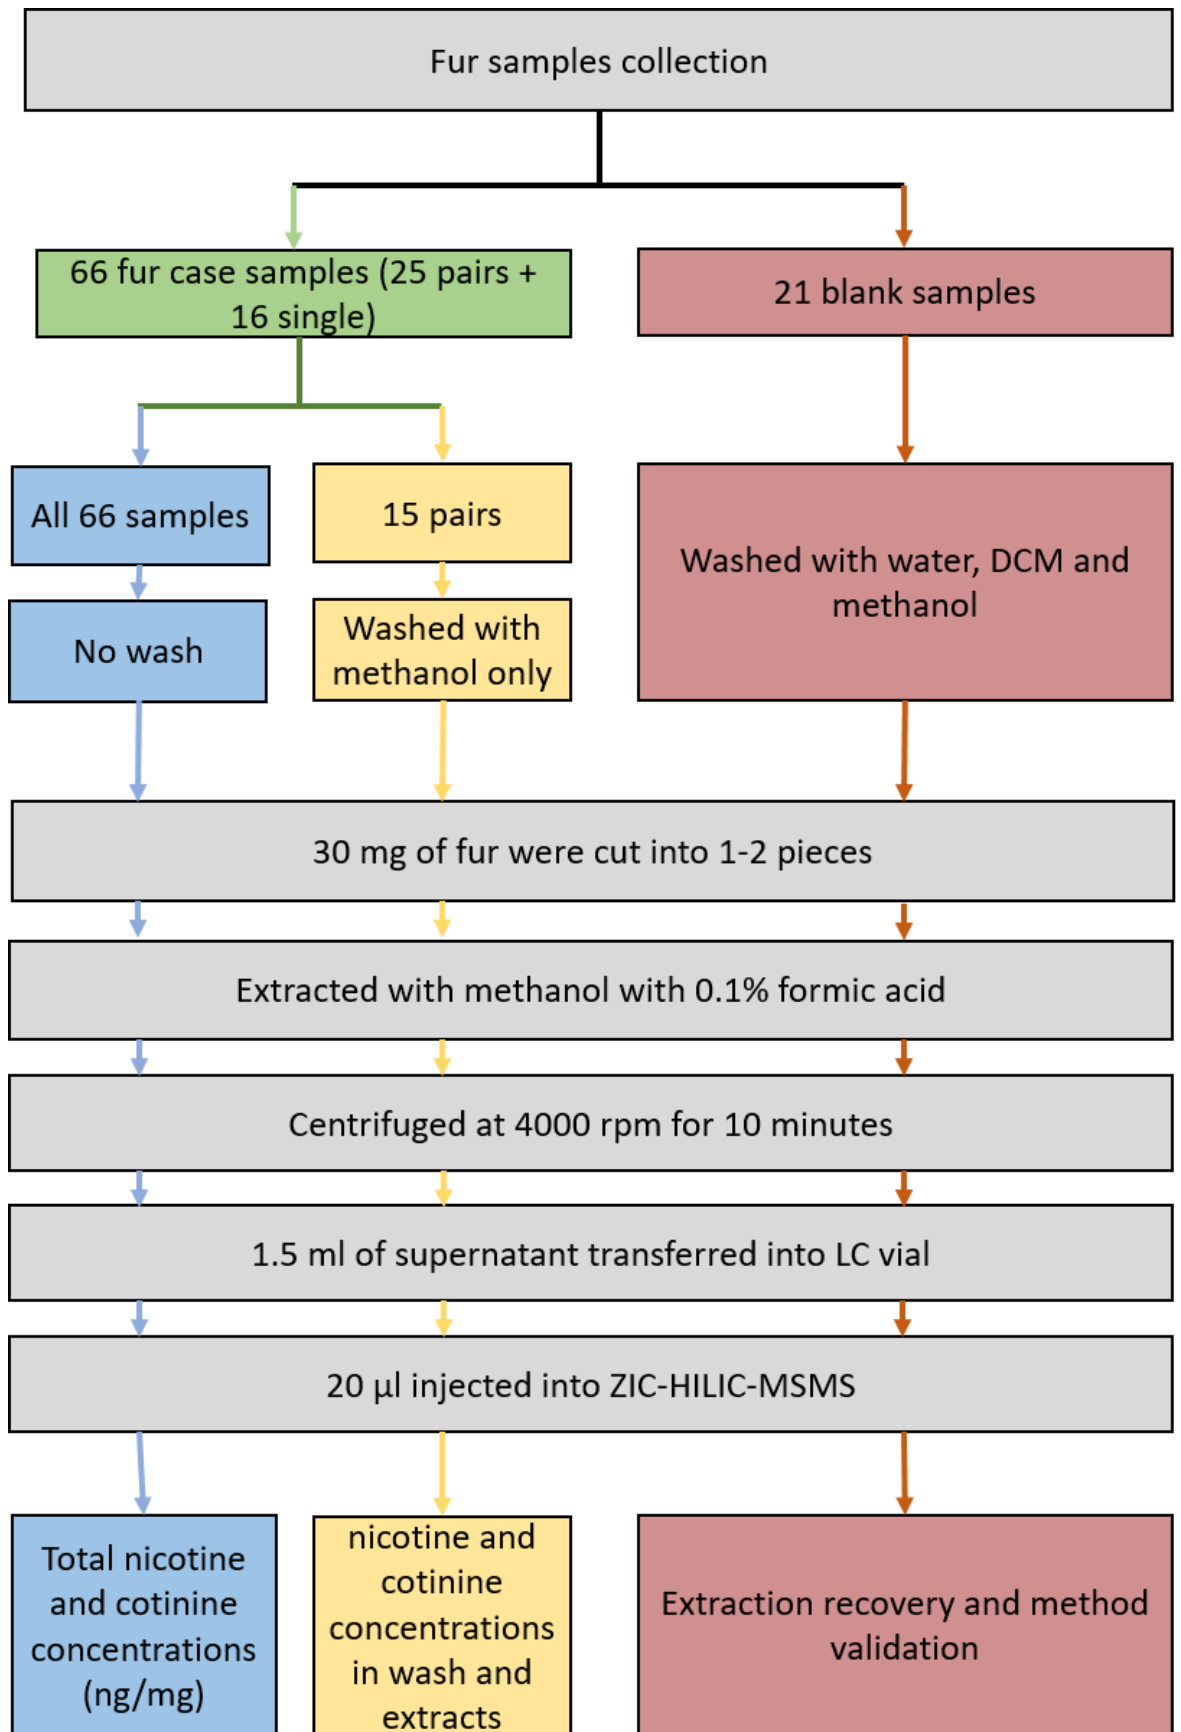 Fur samples collection
66 fur case samples (25 pairs +
16 single)
21 blank samples
All 66 samples
15 pairs
Washed with water, DCM and
methanol
No wash
Washed with
methanol only
30 mg of fur were cut into 1-2 pieces
Extracted with methanol with 0.1% formic acid
Centrifuged at 4000 rpm for 10 minutes
1.5 ml of supernatant transferred into LC vial
20 µl injected into ZIC-HILIC-MSMS
Total nicotine
and cotinine
concentrations
(ng/mg)
nicotine and
cotinine
concentrations
in wash and
extracts
Extraction recovery and method
validation